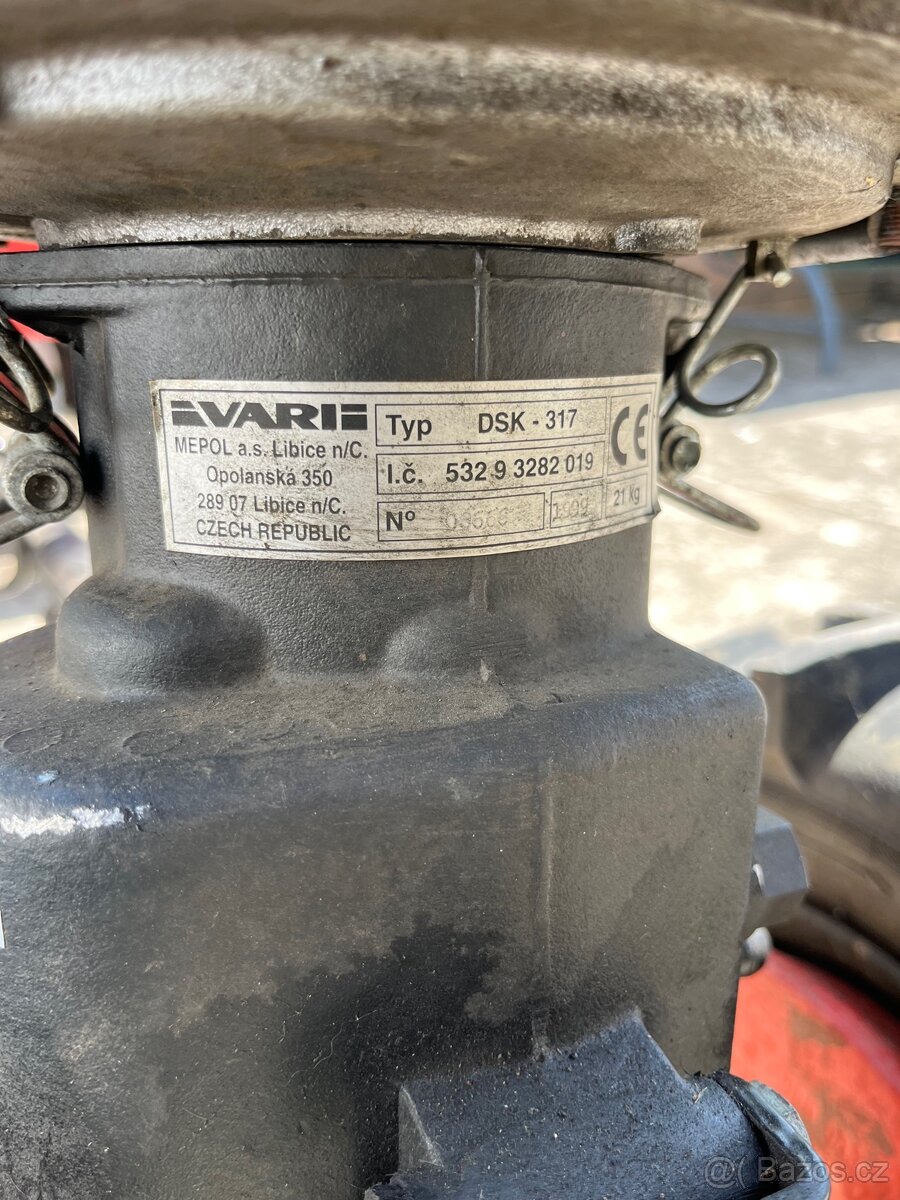 VARI
MEPOL a.s. Libice n/C.
Opolanská 350
289 07 Libice n/C.
CZECH REPUBLIC
Typ DSK - 317
I.č. 532 9 3282 019
N°
CE
21 Kg
Bazos.cz